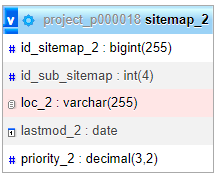 v project_p000018 sitemap_2
# id_sitemap_2 : bigint(255)
# id_sub_sitemap : int(4)
loc_2 : varchar(255)
lastmod_2 : date
# priority_2 : decimal(3,2)